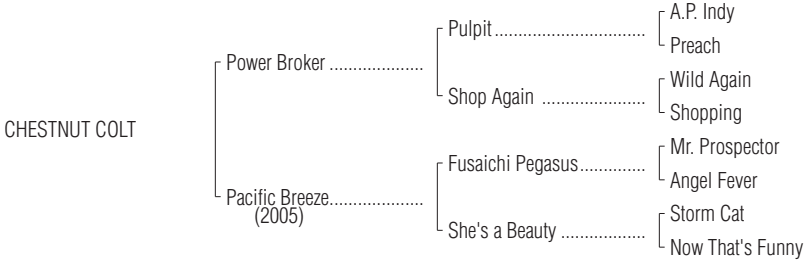 A.P. Indy
Pulpit..............................
Preach
Power Broker ...................
Wild Again
Shop Again .....................
Shopping
CHESTNUT COLT
Mr. Prospector
Fusaichi Pegasus.............
Angel Fever
Pacific Breeze...................
(2005)
Storm Cat
She's a Beauty .................
Now That's Funny